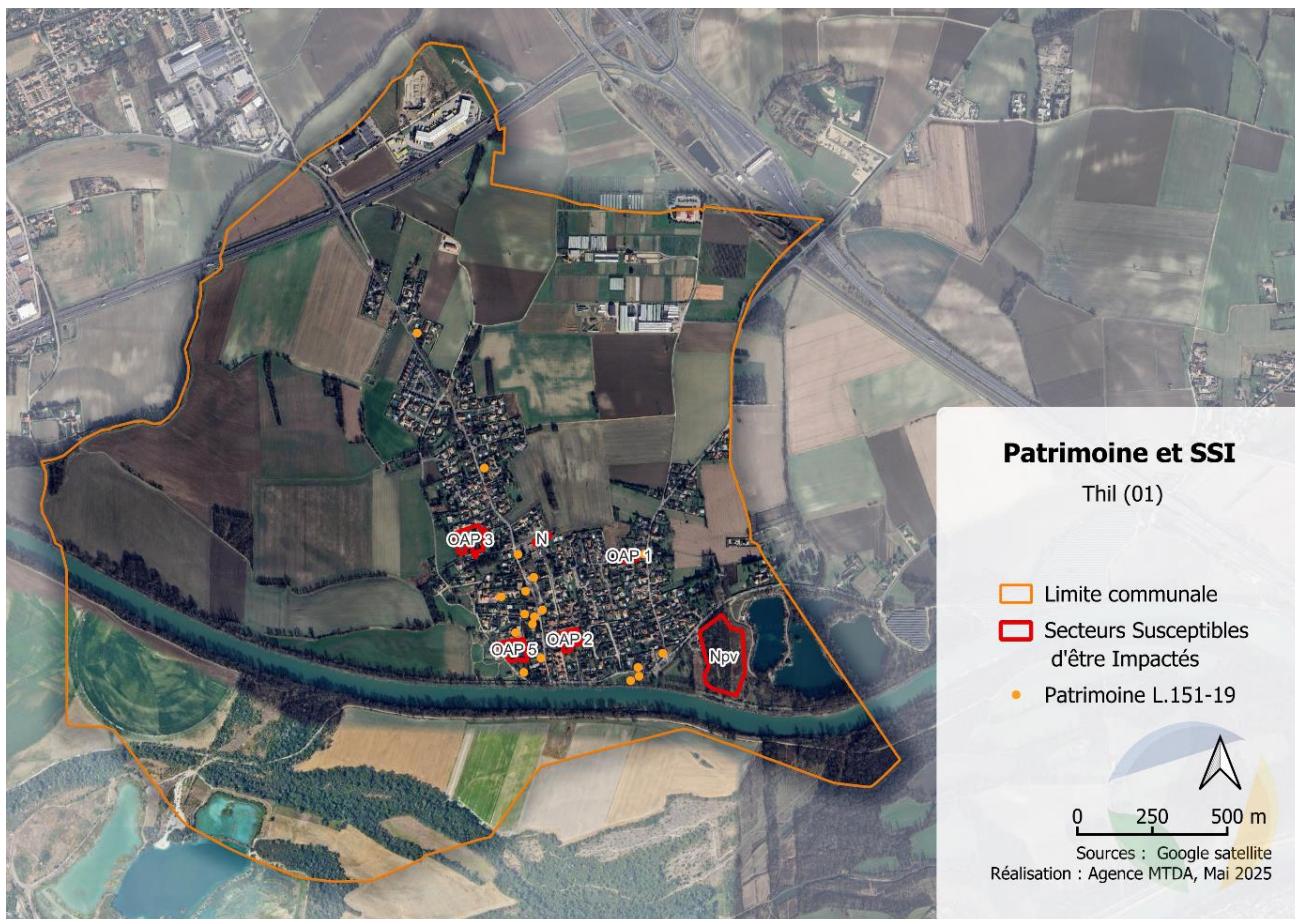 OAP 3
N
OAP 1
OAP 5
OAP 2
Npv
Patrimoine et SSI
Thil (01)
Limite communale
Secteurs Susceptibles
d'être Impactés
Patrimoine L.151-19
0 250 500 m
Sources : Google satellite
Réalisation : Agence MTDA, Mai 2025